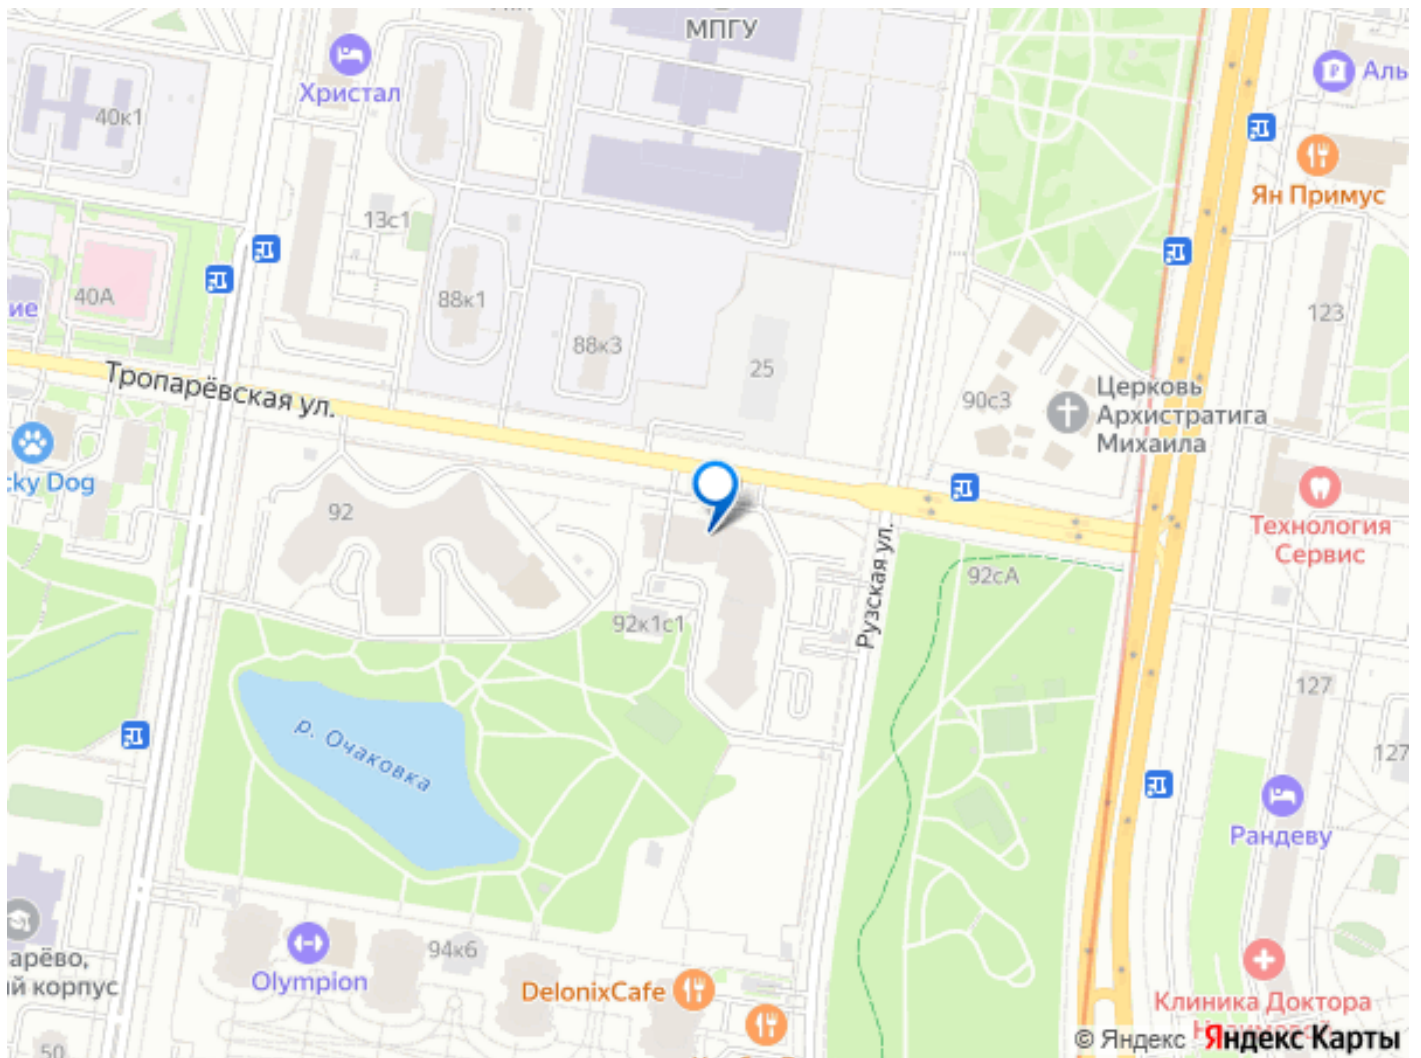 МПГУ
Христал
Аль
40к1
Ян Примус
13с1
40А
ие
88к1
88к3
123
25
Тропарёвская ул.
90с3
Церковь
Архистратига
Михаила
cky Dog
92
Технология
Сервис
Рузская ул.
92сА
92к1с1
127
р. Очаковка
127
Рандеву
94к6
Olympion
арёво,
й корпус
DelonixCafe
Клиника Доктора
50
© Яндекс Яндекс Карты